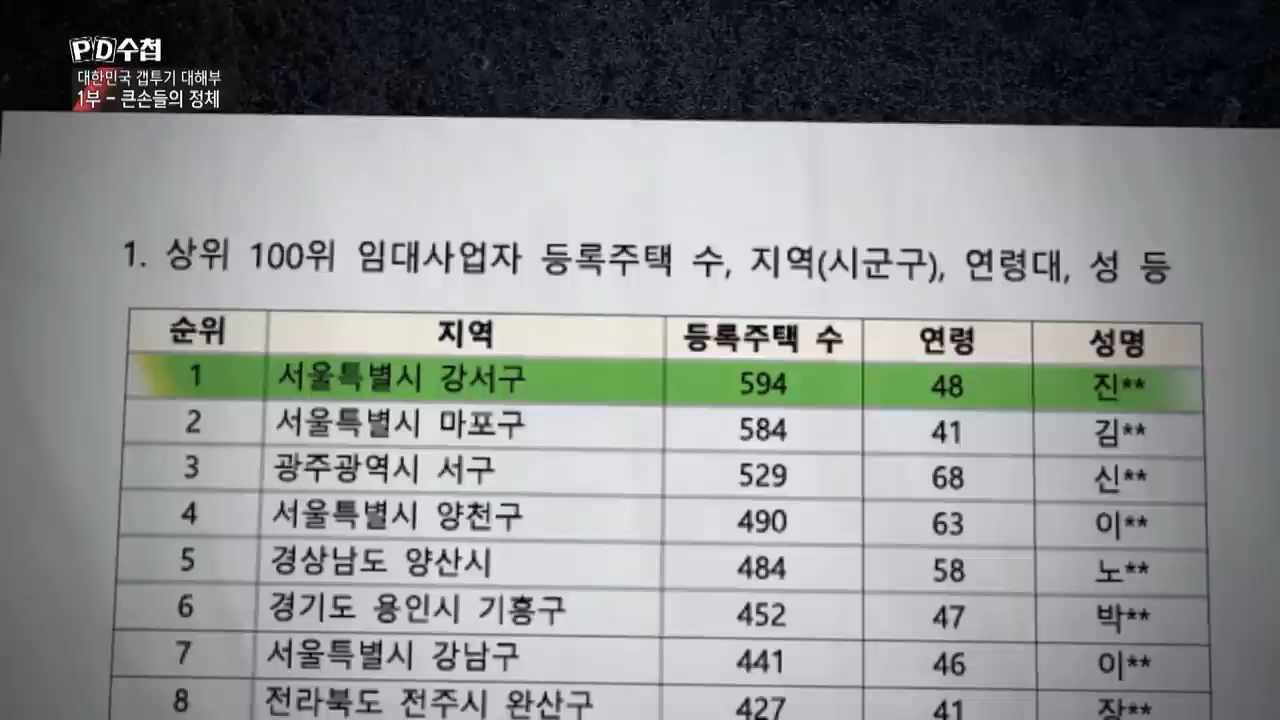 PD수첩
대한민국 갭투기 대해부
1부 - 큰손들의 정체
1. 상위 100위 임대사업자 등록주택 수, 지역(시군구), 연령대, 성 등
순위 지역 등록주택 수 연령 성명
1 서울특별시 강서구 594 48 진**
2 서울특별시 마포구 584 41 김**
3 광주광역시 서구 529 68 신**
4 서울특별시 양천구 490 63 이**
5 경상남도 양산시 484 58 노**
6 경기도 용인시 기흥구 452 47 박**
7 서울특별시 강남구 441 46 이**
8 전라북도 전주시 완산구 427 41 장**